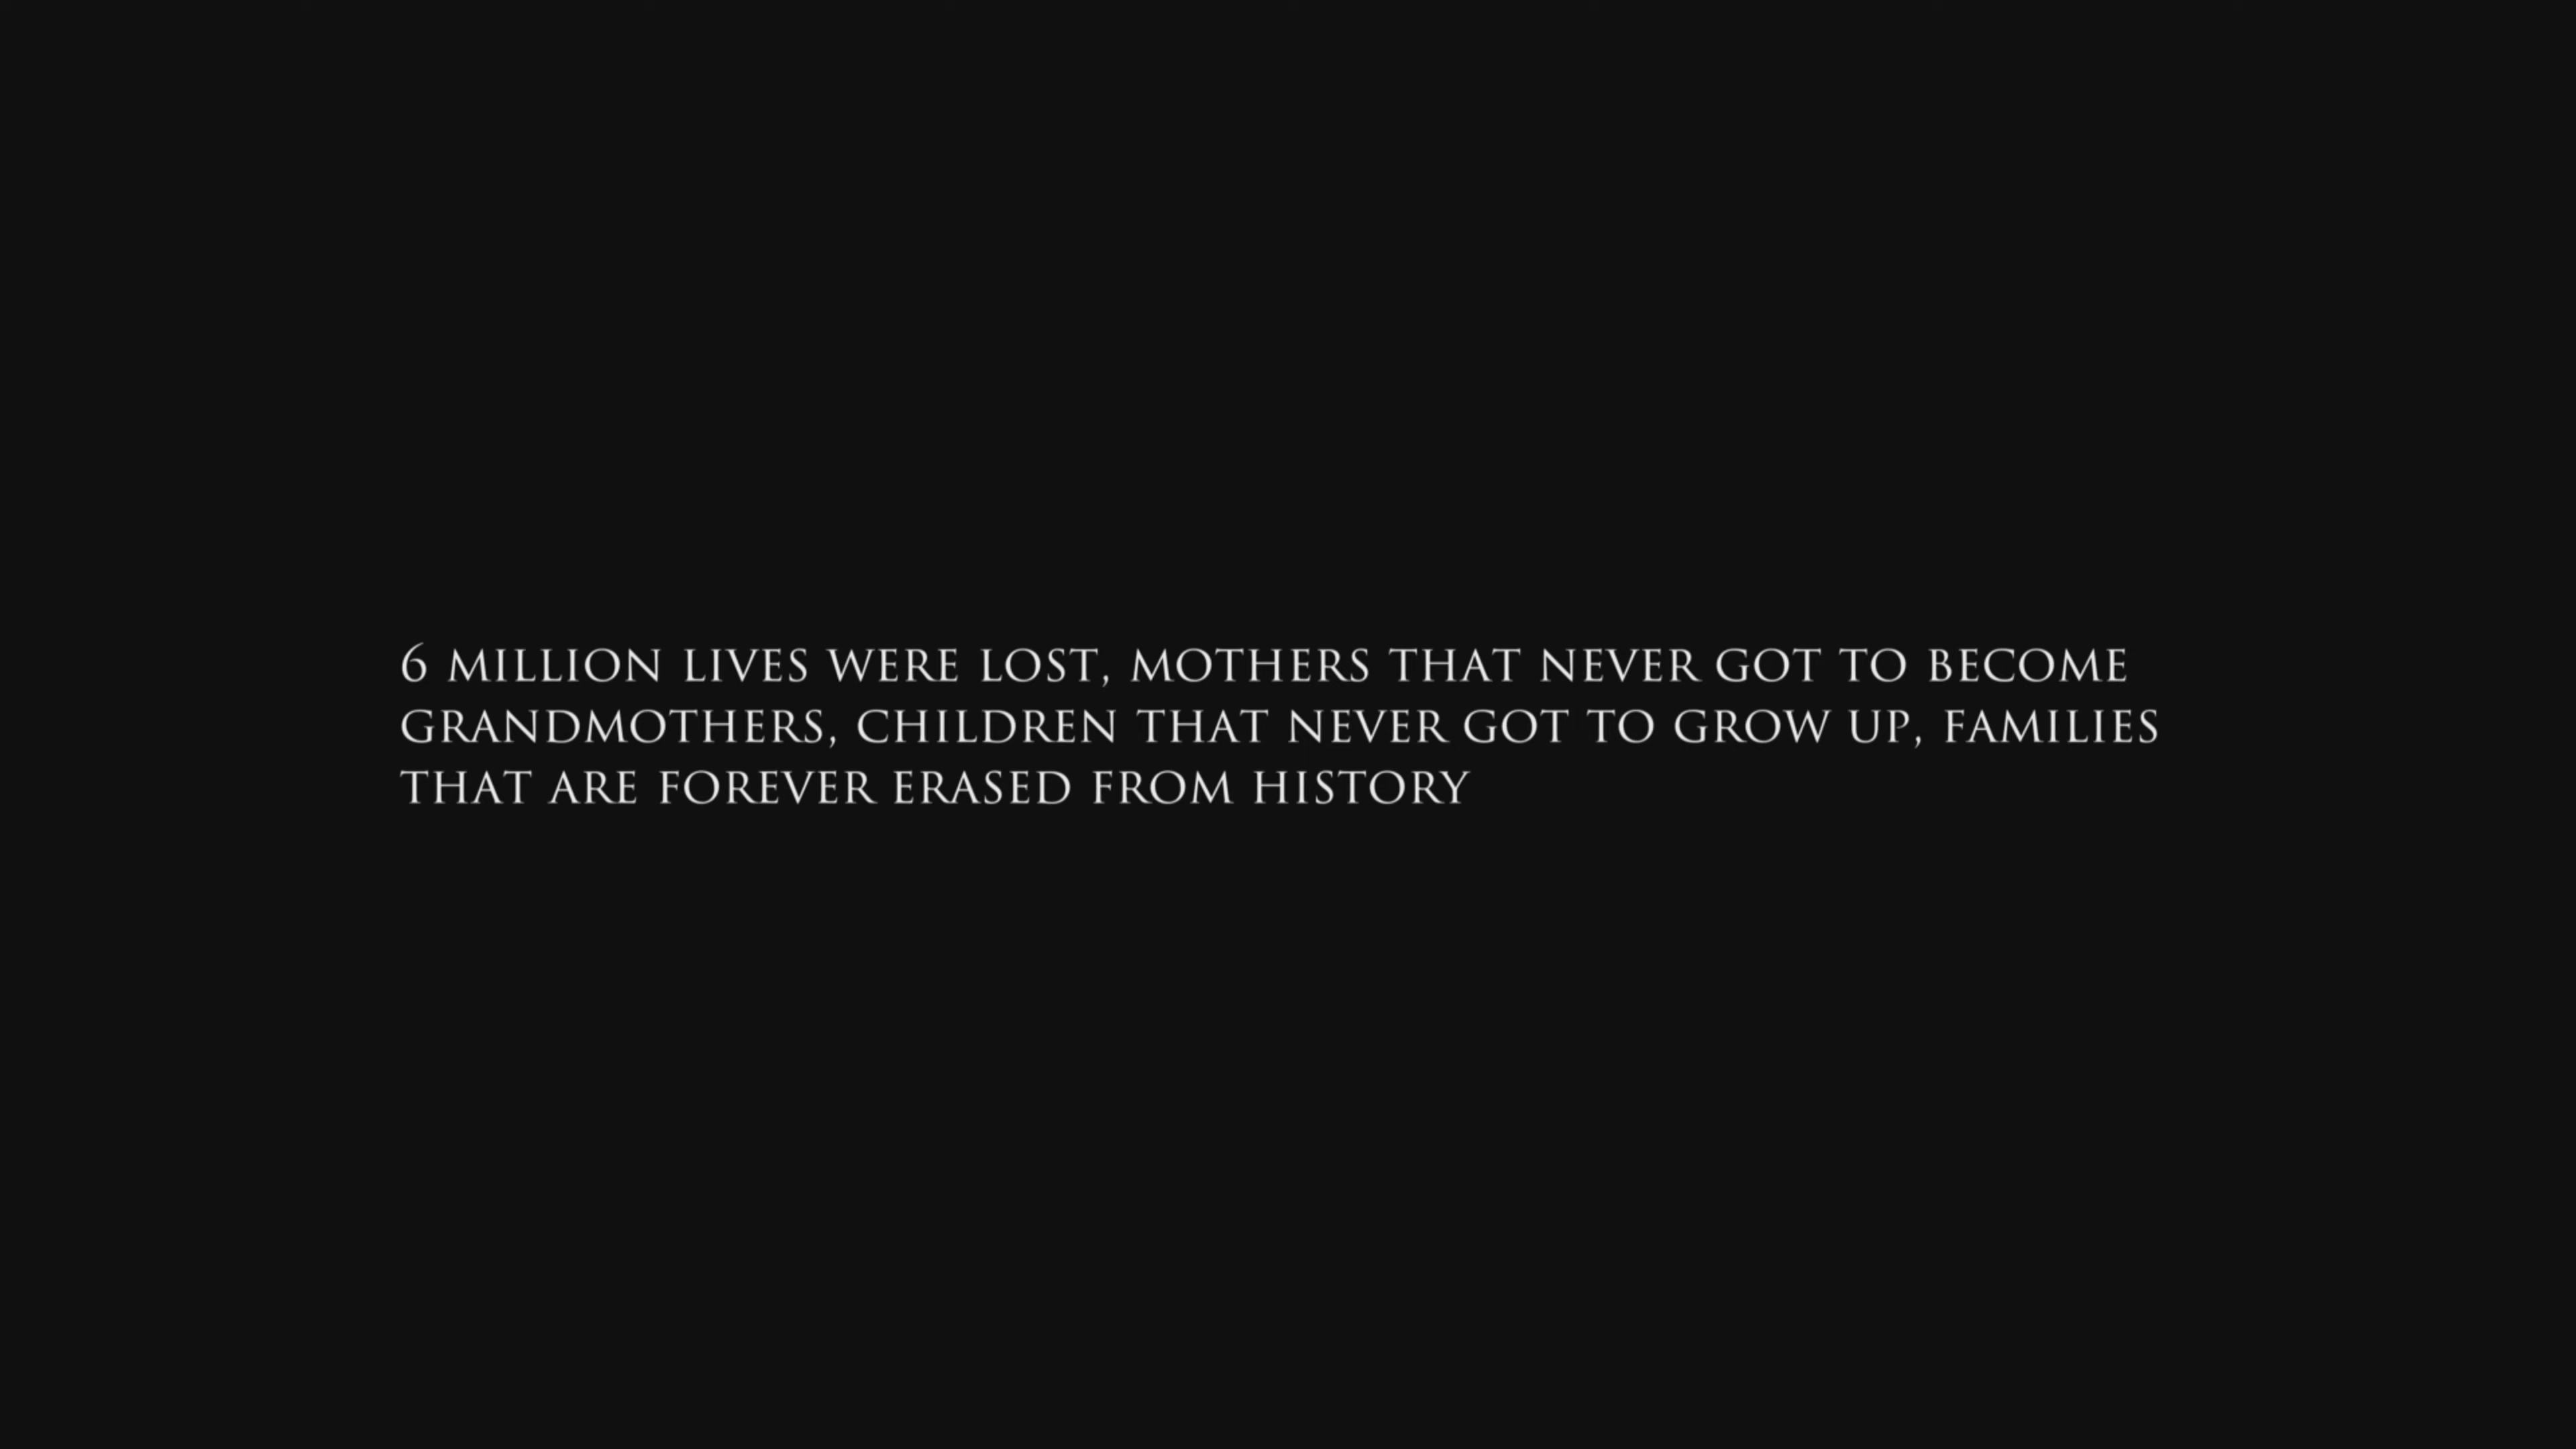 6 MILLION LIVES WERE LOST, MOTHERS THAT NEVER GOT TO BECOME
GRANDMOTHERS, CHILDREN THAT NEVER GOT TO GROW UP, FAMILIES
THAT ARE FOREVER ERASED FROM HISTORY